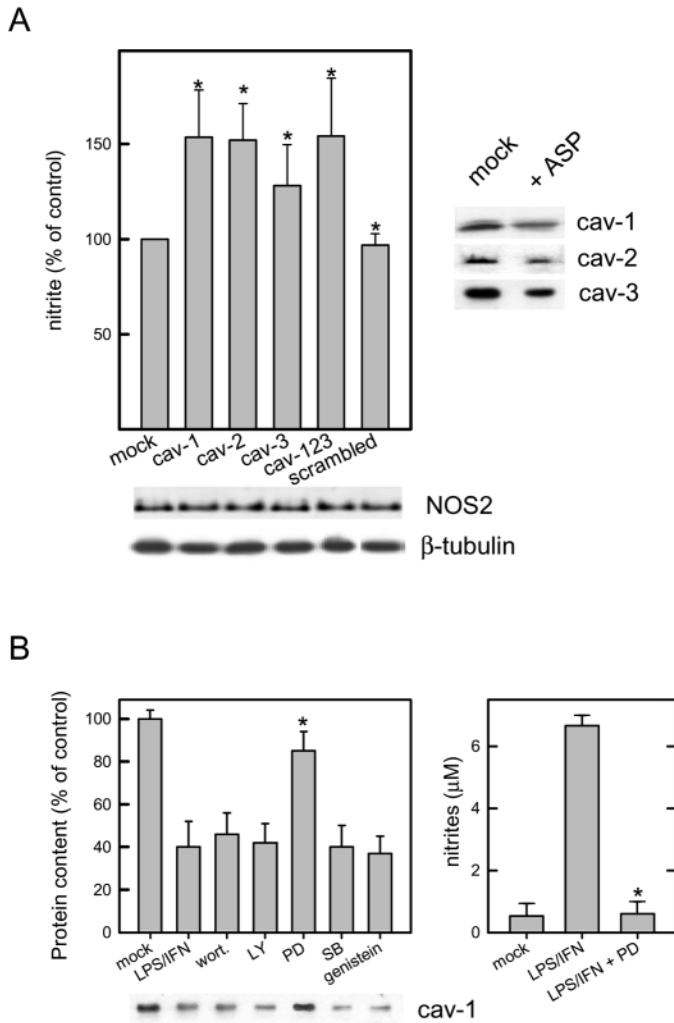 A
nitrite (% of control)
150
100
50
* * * * *
mock cav-1 cav-2 cav-3 cav-123 scrambled
NOS2
β-tubulin
mock + ASP
cav-1
cav-2
cav-3
B
Protein content (% of control)
100
80
60
40
20
0
*
mock LPS/IFN wort. LY PD SB genistein
cav-1
nitrites (μM)
6
4
2
0
*
mock LPS/IFN LPS/IFN + PD